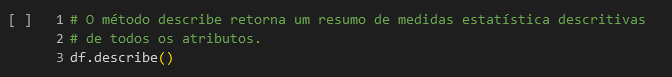 [ ] 1 # O método describe retorna um resumo de medidas estatística descritivas
2 # de todos os atributos.
3 df.describe()